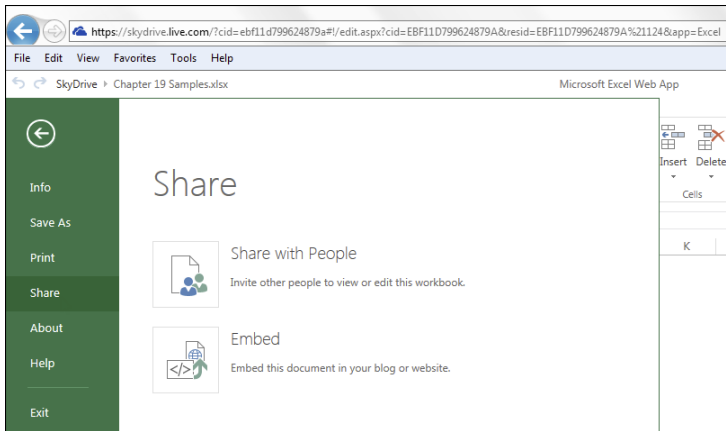 https://skydrive.live.com/?cid=ebf11d799624879a#!/edit.aspx?cid=EBF11D799624879A&resid=EBF11D799624879A%21124&app=Excel
File Edit View Favorites Tools Help
SkyDrive ▸ Chapter 19 Samples.xlsx Microsoft Excel Web App
Insert Delete
Cells
K
Info
Save As
Print
Share
About
Help
Exit
Share
Share with People
Invite other people to view or edit this workbook.
Embed
Embed this document in your blog or website.